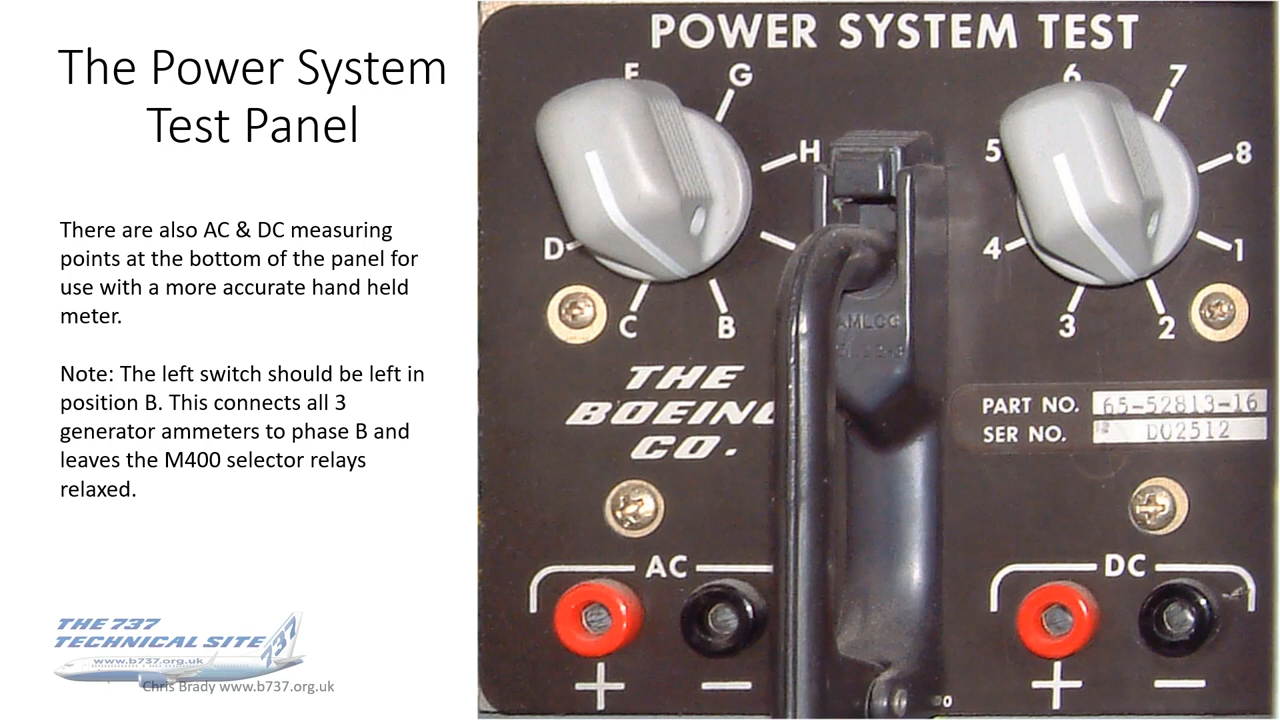 The Power System
Test Panel
There are also AC & DC measuring
points at the bottom of the panel for
use with a more accurate hand held
meter.
Note: The left switch should be left in
position B. This connects all 3
generator ammeters to phase B and
leaves the M400 selector relays
relaxed.
THE 737
TECHNICAL SITE
737
www.b737.org.uk
Chris Brady www.b737.org.uk
POWER SYSTEM TEST
G
H
D
C
B
6
7
5
8
4
1
3
2
THE
BOEING
CO.
PART NO. 65-52813-16
SER NO. D02512
AC
DC
+ −
+ −